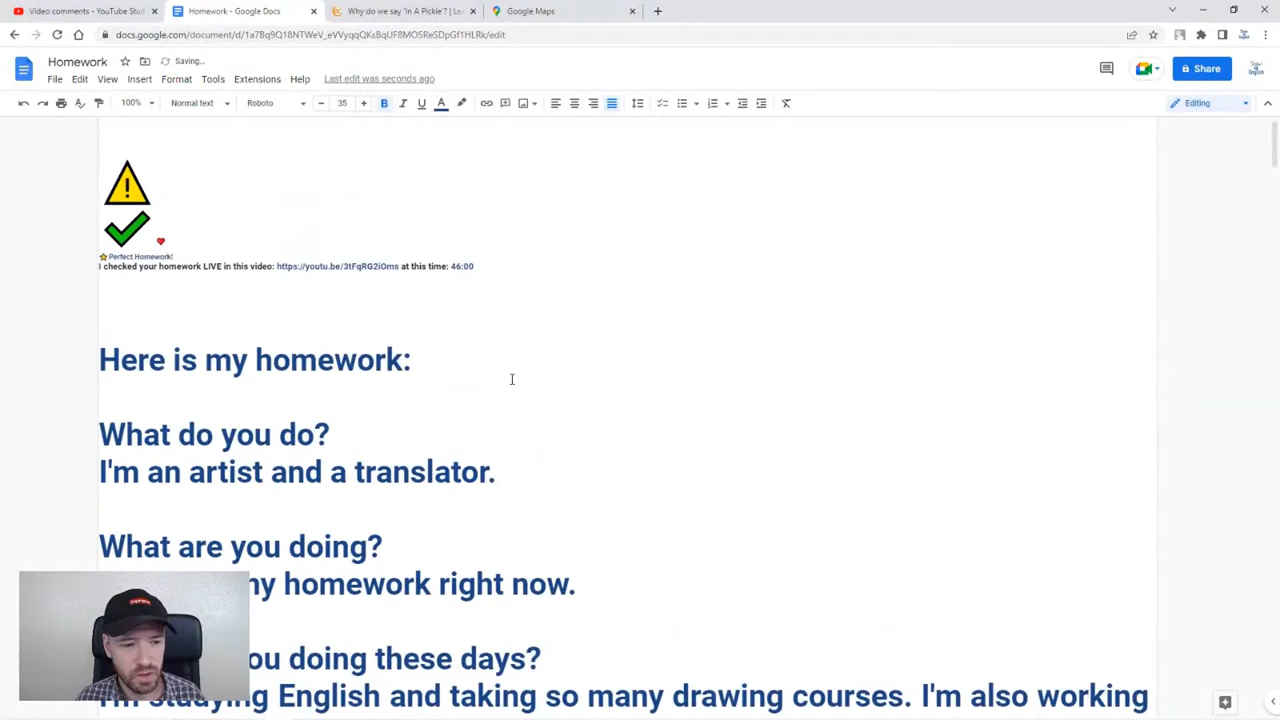 Video comments - YouTube Stud
Homework - Google Docs
Why do we say 'In A Pickle'? | Le
Google Maps
docs.google.com/document/d/1a7Bq9Q18NTWeV_eVVyqqQKsBqUF8MOSReSDpGf1HLRk/edit
Homework
Saving...
File Edit View Insert Format Tools Extensions Help Last edit was seconds ago
Share
100% Normal text Roboto 35 B I U A Editing
Perfect Homework!
I checked your homework LIVE in this video: https://youtu.be/3tFqRG2iOms at this time: 46:00
Here is my homework:
What do you do?
I'm an artist and a translator.
What are you doing?
my homework right now.
you doing these days?
I'm studying English and taking so many drawing courses. I'm also working